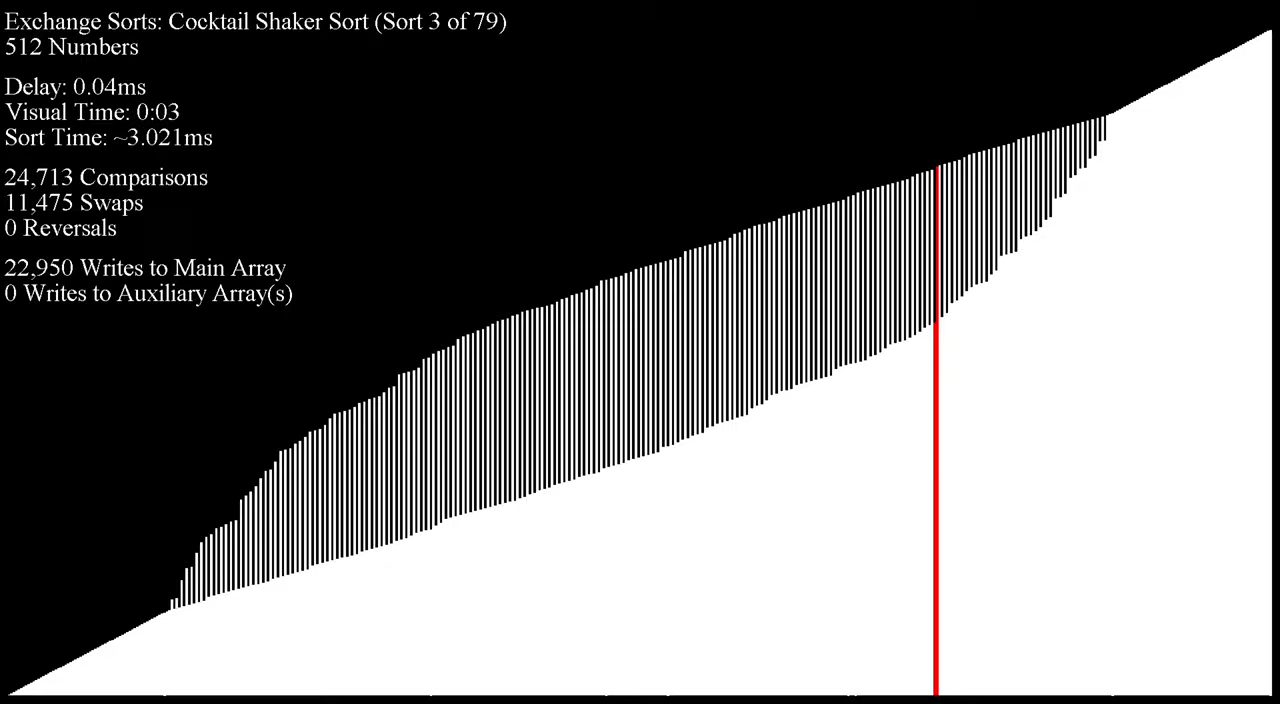 Exchange Sorts: Cocktail Shaker Sort (Sort 3 of 79)
512 Numbers
Delay: 0.04ms
Visual Time: 0:03
Sort Time: ~3.021ms
24,713 Comparisons
11,475 Swaps
0 Reversals
22,950 Writes to Main Array
0 Writes to Auxiliary Array(s)